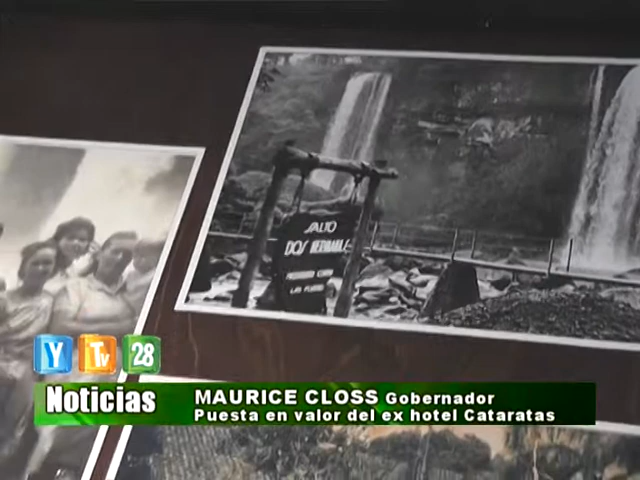 SALTO
DOS HERMANAS
Y Tv 28
Noticias
MAURICE CLOSS Gobernador
Puesta en valor del ex hotel Cataratas